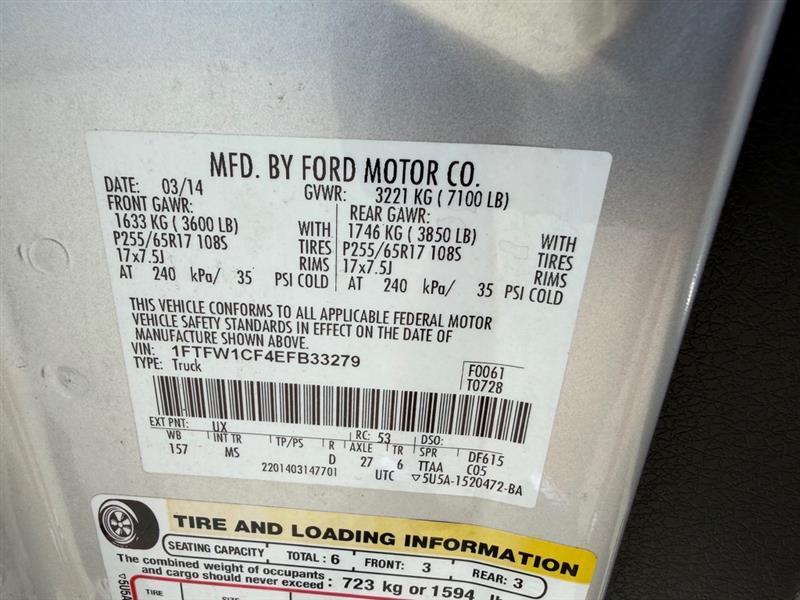 MFD. BY FORD MOTOR CO.
DATE: 03/14 GVWR: 3221 KG ( 7100 LB)
FRONT GAWR: REAR GAWR:
1633 KG ( 3600 LB) WITH 1746 KG ( 3850 LB) WITH
P255/65R17 108S TIRES P255/65R17 108S TIRES
17x7.5J RIMS 17x7.5J RIMS
AT 240 kPa/ 35 PSI COLD AT 240 kPa/ 35 PSI COLD
THIS VEHICLE CONFORMS TO ALL APPLICABLE FEDERAL MOTOR
VEHICLE SAFETY STANDARDS IN EFFECT ON THE DATE OF
MANUFACTURE SHOWN ABOVE.
VIN: 1FTFW1CF4EFB33279
TYPE: Truck
F0061
T0728
EXT PNT: UX RC: 53 DSO:
WB INT TR TP/PS R AXLE TR SPR DF615
157 MS D 27 6 TTAA C05
2201403147701 UTC ▽5U5A-1520472-BA
TIRE AND LOADING INFORMATION
SEATING CAPACITY TOTAL: 6 FRONT: 3 REAR: 3
The combined weight of occupants
and cargo should never exceed: 723 kg or 1594
TIRE